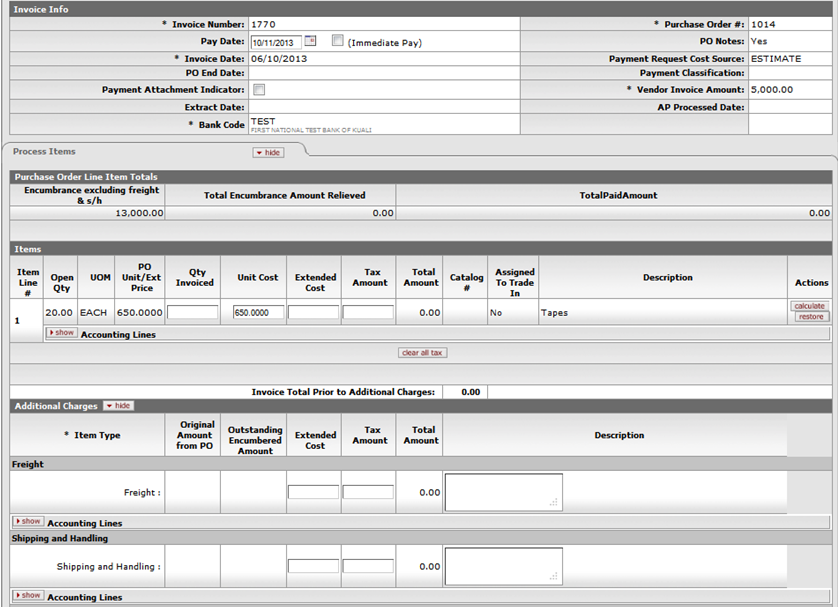 Invoice Info
* Invoice Number: 1770 * Purchase Order #: 1014
Pay Date: 10/11/2013 (Immediate Pay) PO Notes: Yes
* Invoice Date: 06/10/2013 Payment Request Cost Source: ESTIMATE
PO End Date: Payment Classification:
Payment Attachment Indicator: * Vendor Invoice Amount: 5,000.00
Extract Date: AP Processed Date:
* Bank Code TEST
FIRST NATIONAL TEST BANK OF KUALI
Process Items hide
Purchase Order Line Item Totals
Encumbrance excluding freight & s/h Total Encumbrance Amount Relieved TotalPaidAmount
13,000.00 0.00 0.00
Items
Item Line # Open Qty UOM PO Unit/Ext Price Qty Invoiced Unit Cost Extended Cost Tax Amount Total Amount Catalog # Assigned To Trade In Description Actions
1 20.00 EACH 650.0000 650.0000 0.00 No Tapes calculate restore
show Accounting Lines
clear all tax
Invoice Total Prior to Additional Charges: 0.00
Additional Charges hide
* Item Type Original Amount from PO Outstanding Encumbered Amount Extended Cost Tax Amount Total Amount Description
Freight
Freight : 0.00
show Accounting Lines
Shipping and Handling
Shipping and Handling : 0.00
show Accounting Lines